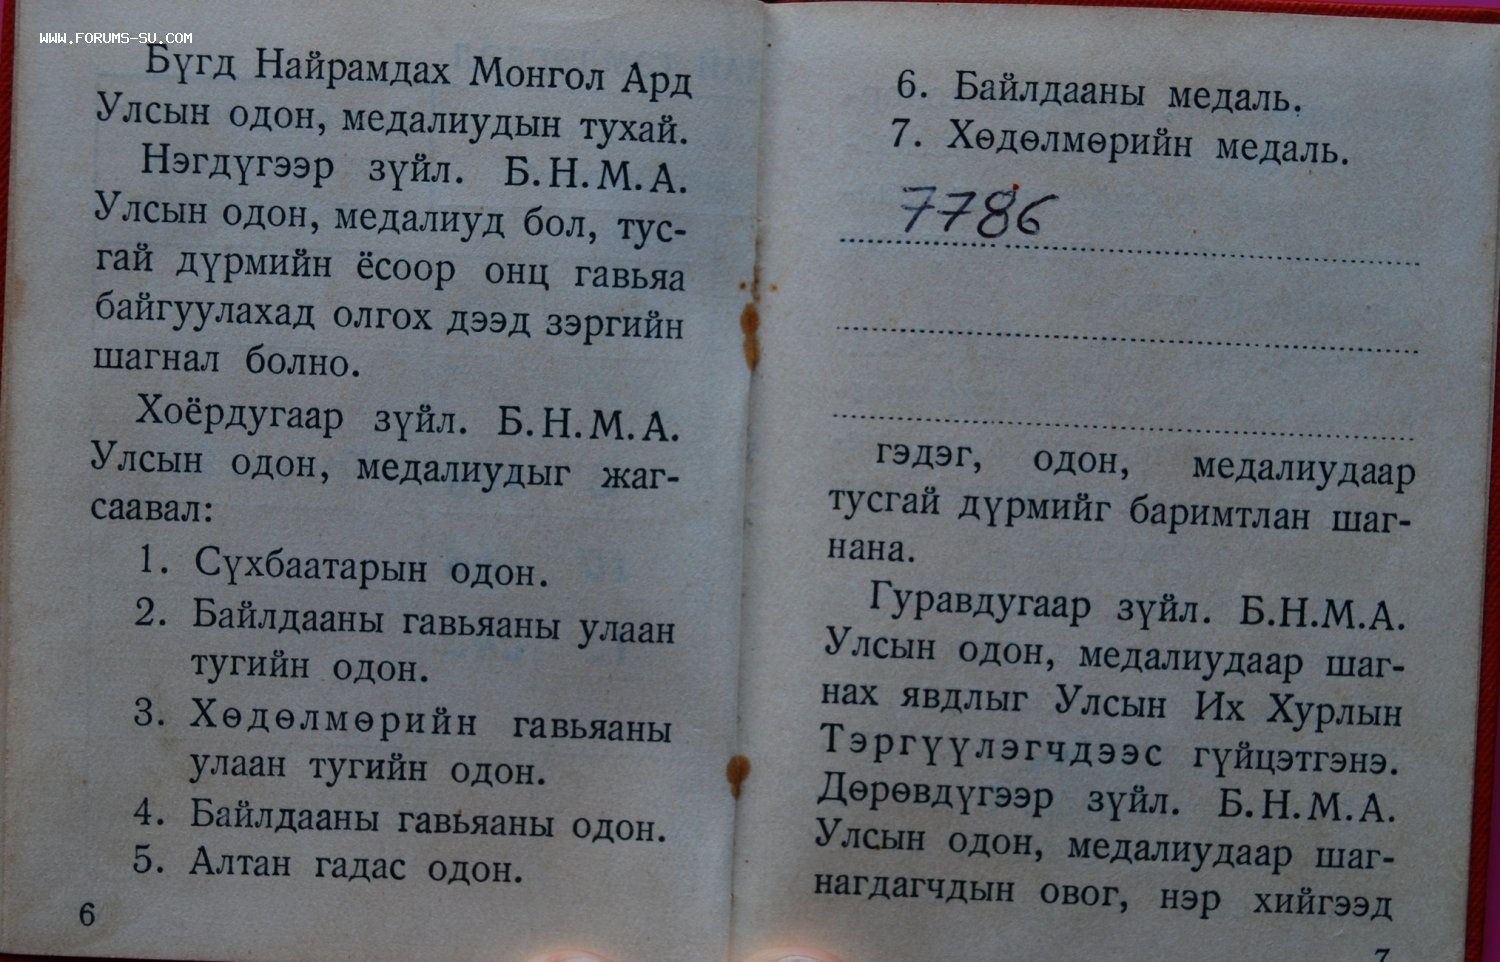 WWW.FORUMS-SU.COM
Бүгд Найрамдах Монгол Ард
Улсын одон, медалиудын тухай.
Нэгдүгээр зүйл. Б.Н.М.А.
Улсын одон, медалиуд бол, тус-
гай дүрмийн ёсоор онц гавьяа
байгуулахад олгох дээд зэргийн
шагнал болно.
Хоёрдугаар зүйл. Б.Н.М.А.
Улсын одон, медалиудыг жаг-
саавал:
1. Сүхбаатарын одон.
2. Байлдааны гавьяаны улаан
тугийн одон.
3. Хөдөлмөрийн гавьяаны
улаан тугийн одон.
4. Байлдааны гавьяаны одон.
5. Алтан гадас одон.
6
6. Байлдааны медаль.
7. Хөдөлмөрийн медаль.
7786
гэдэг, одон, медалиудаар
тусгай дүрмийг баримтлан шаг-
нана.
Гуравдугаар зүйл. Б.Н.М.А.
Улсын одон, медалиудаар шаг-
нах явдлыг Улсын Их Хурлын
Тэргүүлэгчдээс гүйцэтгэнэ.
Дөрөвдүгээр зүйл. Б.Н.М.А.
Улсын одон, медалиудаар шаг-
нагдагчдын овог, нэр хийгээд
7